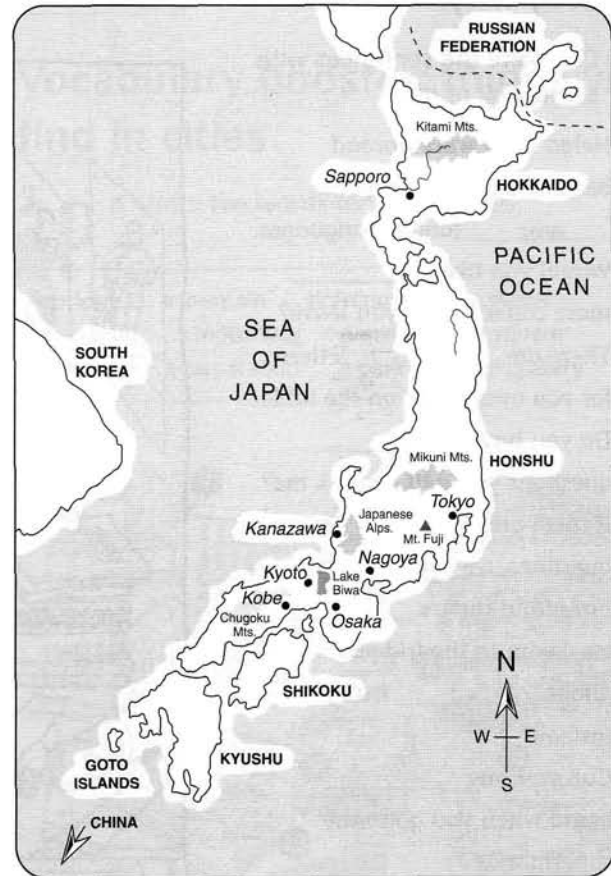 RUSSIAN
FEDERATION
Kitami Mts.
Sapporo
HOKKAIDO
PACIFIC
OCEAN
SEA
OF
JAPAN
SOUTH
KOREA
Mikuni Mts.
HONSHU
Tokyo
Japanese
Alps.
Mt. Fuji
Kanazawa
Nagoya
Kyoto
Lake
Biwa
Kobe
Osaka
Chugoku
Mts.
SHIKOKU
N
W
E
S
KYUSHU
GOTO
ISLANDS
CHINA